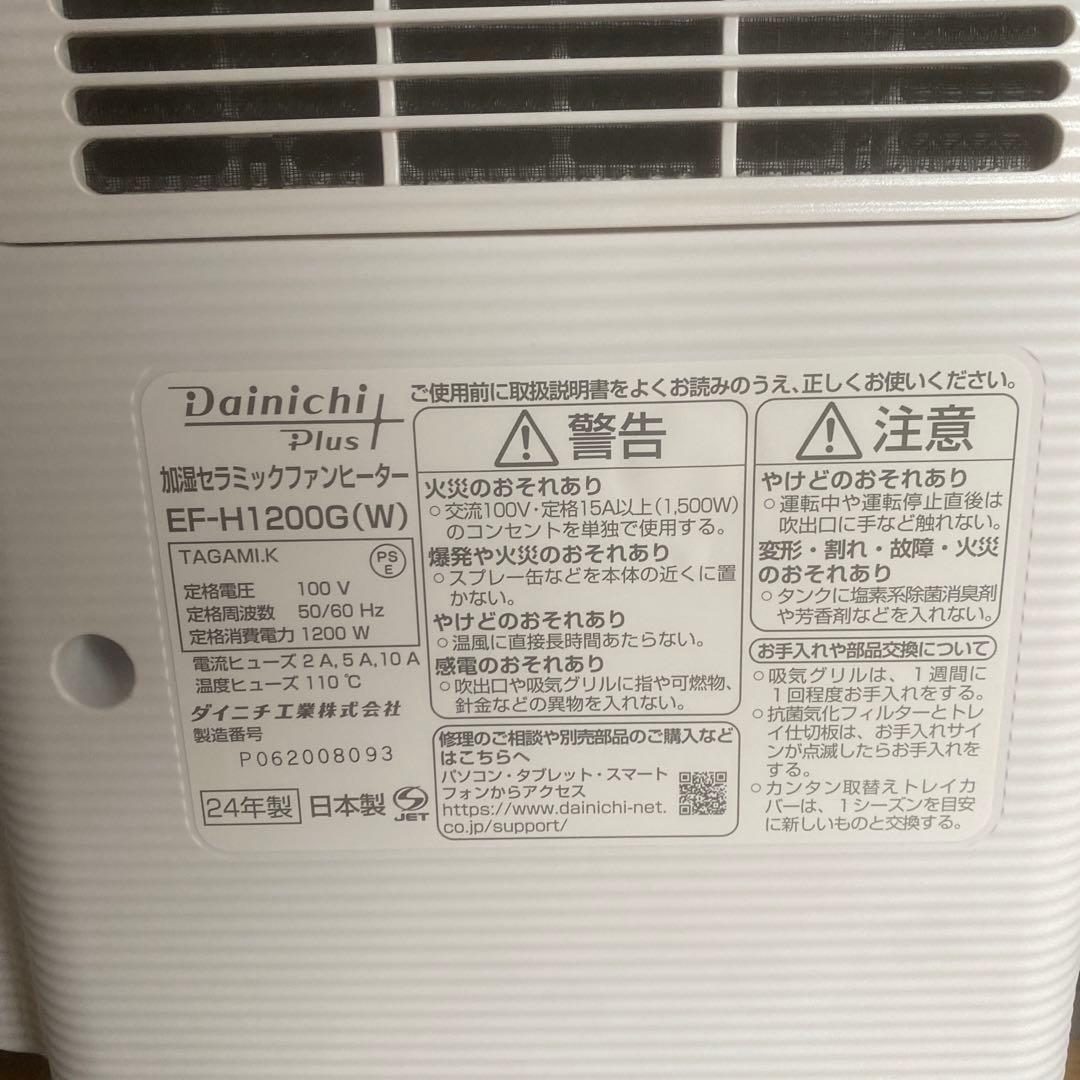 Dainichi
Plus
加湿セラミックファンヒーター
EF-H1200G(W)
TAGAMI.K
PS
E
定格電圧 100 V
定格周波数 50/60 Hz
定格消費電力 1200 W
電流ヒューズ 2 A, 5 A, 10 A
温度ヒューズ 110 ℃
ダイニチ工業株式会社
製造番号
P062008093
24年製 日本製
JET
ご使用前に取扱説明書をよくお読みのうえ、正しくお使いください。
警告
火災のおそれあり
○交流100V・定格15A以上(1,500W)
のコンセントを単独で使用する。
爆発や火災のおそれあり
○スプレー缶などを本体の近くに置
かない。
やけどのおそれあり
○温風に直接長時間あたらない。
感電のおそれあり
○吹出口や吸気グリルに指や可燃物、
針金などの異物を入れない。
修理のご相談や別売部品のご購入など
はこちらへ
パソコン・タブレット・スマート
フォンからアクセス
https://www.dainichi-net.
co.jp/support/
注意
やけどのおそれあり
○運転中や運転停止直後は
吹出口に手など触れない。
変形・割れ・故障・火災
のおそれあり
○タンクに塩素系除菌消臭剤
や芳香剤などを入れない。
お手入れや部品交換について
○吸気グリルは、1週間に
1回程度お手入れをする。
○抗菌気化フィルターとトレ
イ仕切板は、お手入れサイ
ンが点滅したらお手入れを
する。
○カンタン取替えトレイカ
バーは、1シーズンを目安
に新しいものと交換する。